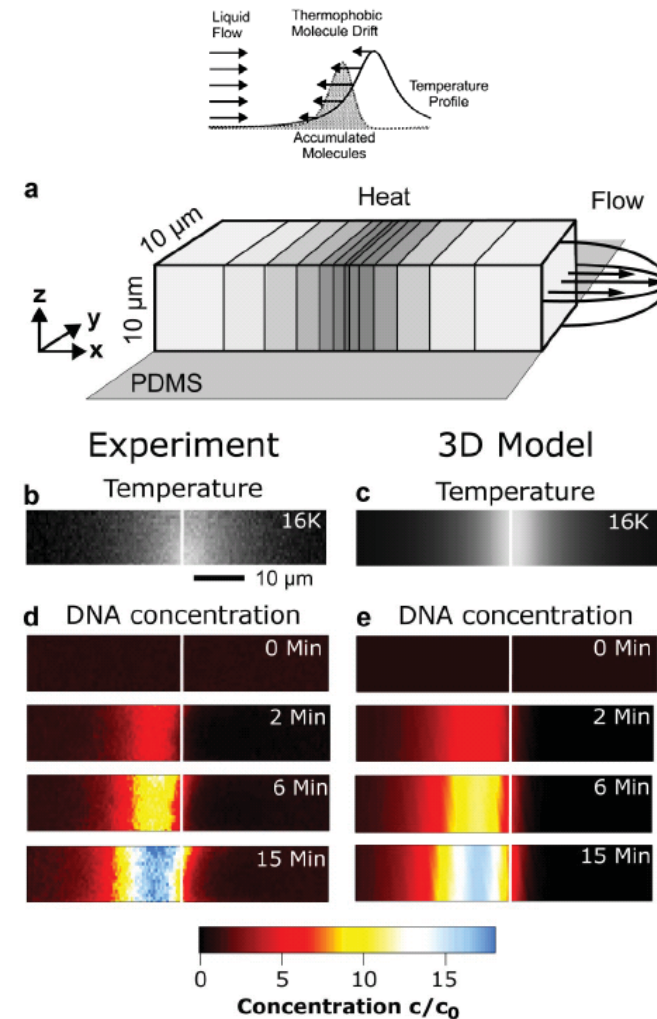 Liquid
Flow
Thermophobic
Molecule Drift
Temperature
Profile
Accumulated
Molecules
a
Heat
Flow
10 µm
10 µm
z
y
x
PDMS
Experiment
3D Model
b
Temperature
16K
c
Temperature
16K
10 µm
d
DNA concentration
0 Min
2 Min
6 Min
15 Min
e
DNA concentration
0 Min
2 Min
6 Min
15 Min
0
5
10
15
Concentration c/c₀